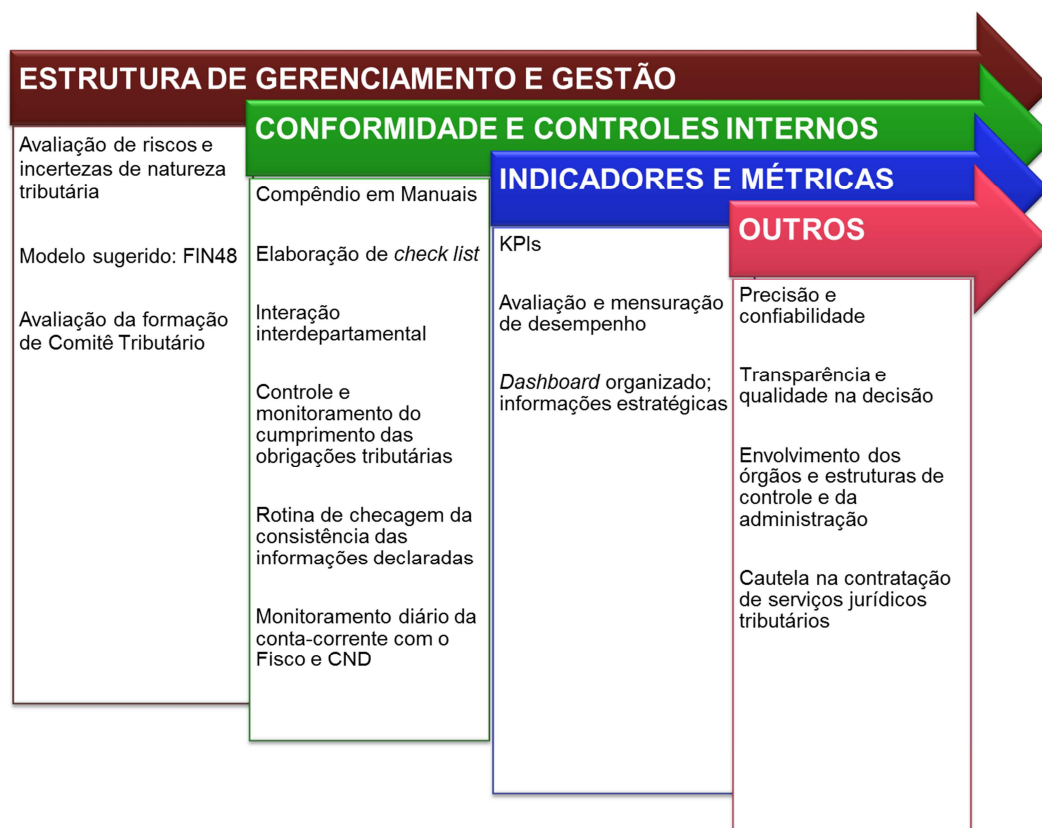 ESTRUTURA DE GERENCIAMENTO E GESTÃO
Avaliação de riscos e
incertezas de natureza
tributária
Modelo sugerido: FIN48
Avaliação da formação
de Comitê Tributário
CONFORMIDADE E CONTROLES INTERNOS
Compêndio em Manuais
Elaboração de check list
Interação
interdepartamental
Controle e
monitoramento do
cumprimento das
obrigações tributárias
Rotina de checagem da
consistência das
informações declaradas
Monitoramento diário da
conta-corrente com o
Fisco e CND
INDICADORES E MÉTRICAS
KPIs
Avaliação e mensuração
de desempenho
Dashboard organizado;
informações estratégicas
OUTROS
Precisão e
confiabilidade
Transparência e
qualidade na decisão
Envolvimento dos
órgãos e estruturas de
controle e da
administração
Cautela na contratação
de serviços jurídicos
tributários